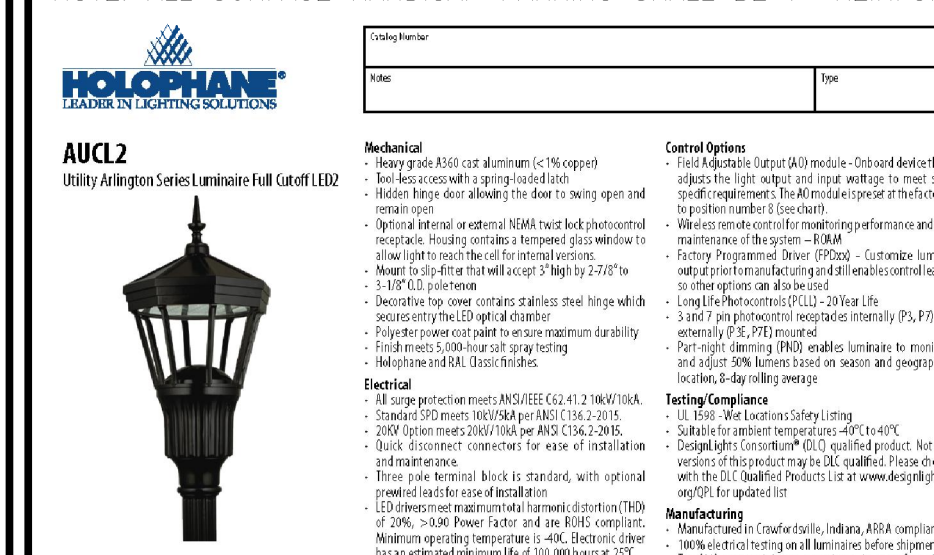 HOLOPHANE®
LEADER IN LIGHTING SOLUTIONS
Catalog Number
Notes
Type
AUCL2
Utility Arlington Series Luminaire Full Cutoff LED2
Mechanical
- Heavy grade A360 cast aluminum (<1% copper)
- Tool-less access with a spring-loaded latch
- Hidden hinge door allowing the door to swing open and
remain open
- Optional internal or external NEMA twist lock photocontrol
receptacle. Housing contains a tempered glass window to
allow light to reach the cell for internal versions.
- Mount to slip-fitter that will accept 3" high by 2-7/8" to
- 3-1/8" O.D. pole tenon
- Decorative top cover contains stainless steel hinge which
secures entry the LED optical chamber
- Polyester power coat paint to ensure maximum durability
- Finish meets 5,000-hour salt spray testing
- Holophane and RAL Classic finishes.
Electrical
- All surge protection meets ANSI/IEEE C62.41.2 10kV/10kA.
- Standard SPD meets 10kV/5kA per ANSI C136.2-2015.
- 20KV Option meets 20kV/10kA per ANSI C136.2-2015.
- Quick disconnect connectors for ease of installation
and maintenance.
- Three pole terminal block is standard, with optional
prewired leads for ease of installation
- LED drivers meet maximum total harmonic distortion (THD)
of 20%, >0.90 Power Factor and are ROHS compliant.
Minimum operating temperature is -40C. Electronic driver
has an estimated minimum life of 100,000 hours at 25°C
Control Options
- Field Adjustable Output (AO) module - Onboard device
adjusts the light output and input wattage to meet
specific requirements. The AO module is preset at the
to position number 8 (see chart).
- Wireless remote control for monitoring performance and
maintenance of the system – ROAM
- Factory Programmed Driver (FPDxx) - Customize
output prior to manufacturing and still enables control
so other options can also be used
- Long Life Photocontrols (PCLL) - 20 Year Life
- 3 and 7 pin photocontrol receptacles internally (P3, P7)
externally (P3E, P7E) mounted
- Part-night dimming (PND) enables luminaire to
and adjust 50% lumens based on season and
location, 8-day rolling average
Testing/Compliance
- UL 1598 - Wet Locations Safety Listing
- Suitable for ambient temperatures -40°C to 40°C
- DesignLights Consortium® (DLC) qualified product. Not
versions of this product may be DLC qualified. Please
with the DLC Qualified Products List at www.designligh
org/QPL for updated list
Manufacturing
- Manufactured in Crawfordsville, Indiana, ARRA
- 100% electrical testing on all luminaires before